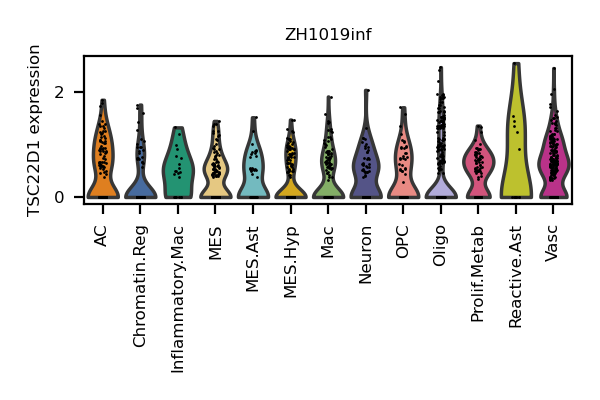 ZH1019inf
TSC22D1 expression
2
0
AC
Chromatin.Reg
Inflammatory.Mac
MES
MES.Ast
MES.Hyp
Mac
Neuron
OPC
Oligo
Prolif.Metab
Reactive.Ast
Vasc